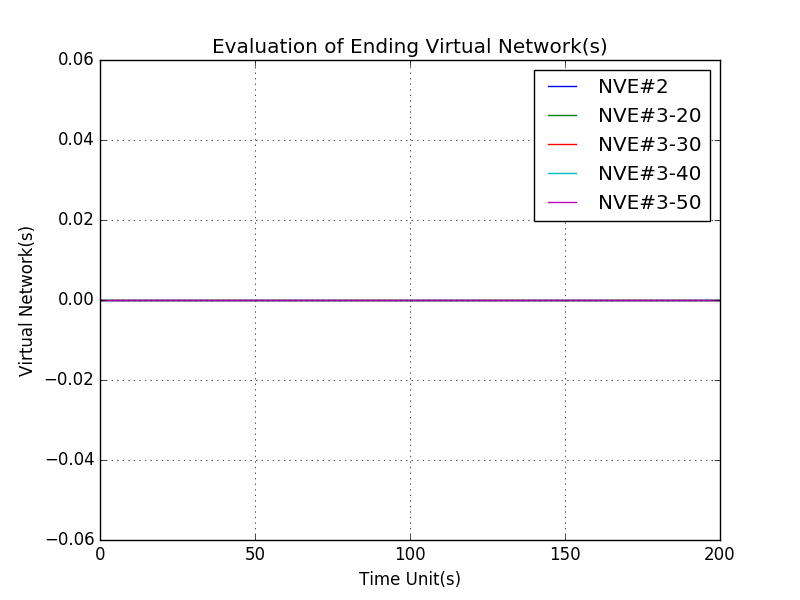 Evaluation of Ending Virtual Network(s)
0.06
0.04
0.02
0.00
−0.02
−0.04
−0.06
Virtual Network(s)
NVE#2
NVE#3-20
NVE#3-30
NVE#3-40
NVE#3-50
0 50 100 150 200
Time Unit(s)